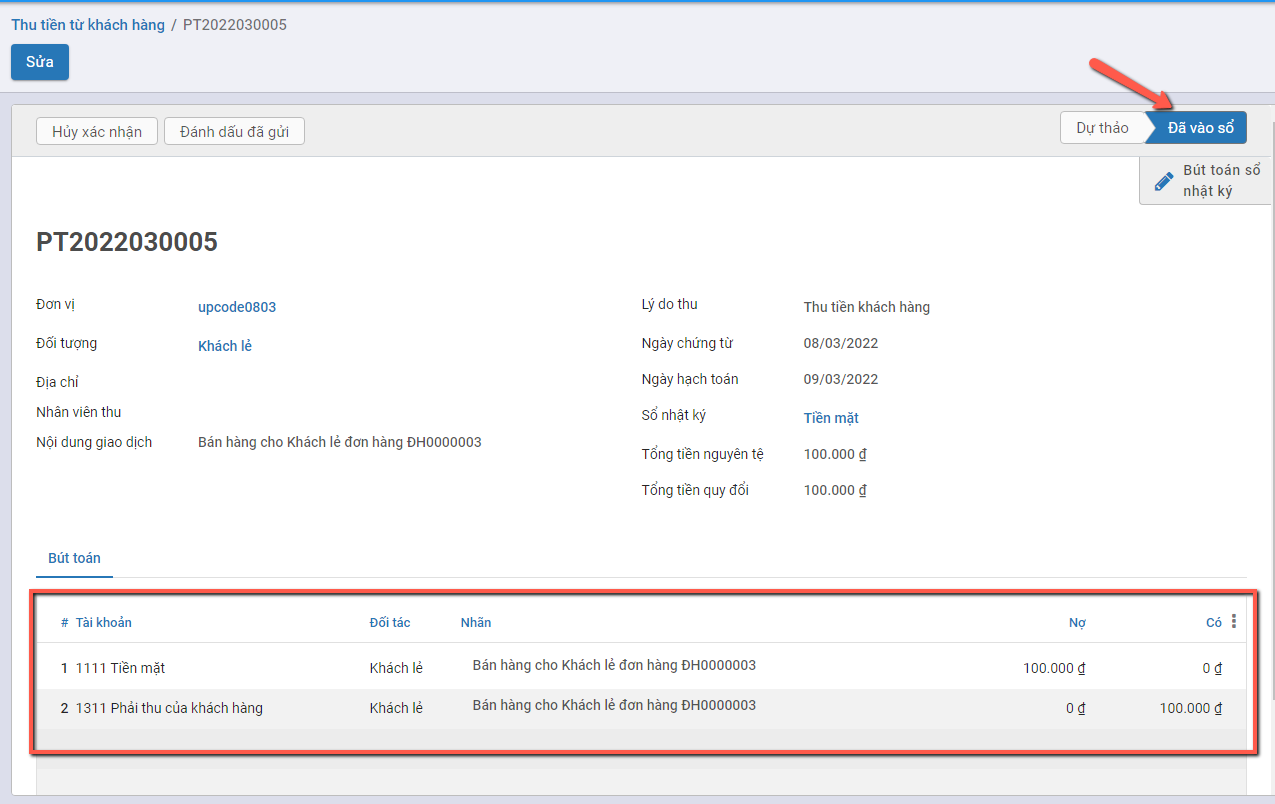 Thu tiền từ khách hàng / PT2022030005
Sửa
Hủy xác nhận Đánh dấu đã gửi Dự thảo Đã vào sổ
Bút toán sổ
nhật ký
PT2022030005
Đơn vị upcode0803
Đối tượng Khách lẻ
Địa chỉ
Nhân viên thu
Nội dung giao dịch Bán hàng cho Khách lẻ đơn hàng ĐH0000003
Lý do thu Thu tiền khách hàng
Ngày chứng từ 08/03/2022
Ngày hạch toán 09/03/2022
Sổ nhật ký Tiền mặt
Tổng tiền nguyên tệ 100.000 ₫
Tổng tiền quy đổi 100.000 ₫
Bút toán
# Tài khoản Đối tác Nhãn Nợ Có
1 1111 Tiền mặt Khách lẻ Bán hàng cho Khách lẻ đơn hàng ĐH0000003 100.000 ₫ 0 ₫
2 1311 Phải thu của khách hàng Khách lẻ Bán hàng cho Khách lẻ đơn hàng ĐH0000003 0 ₫ 100.000 ₫